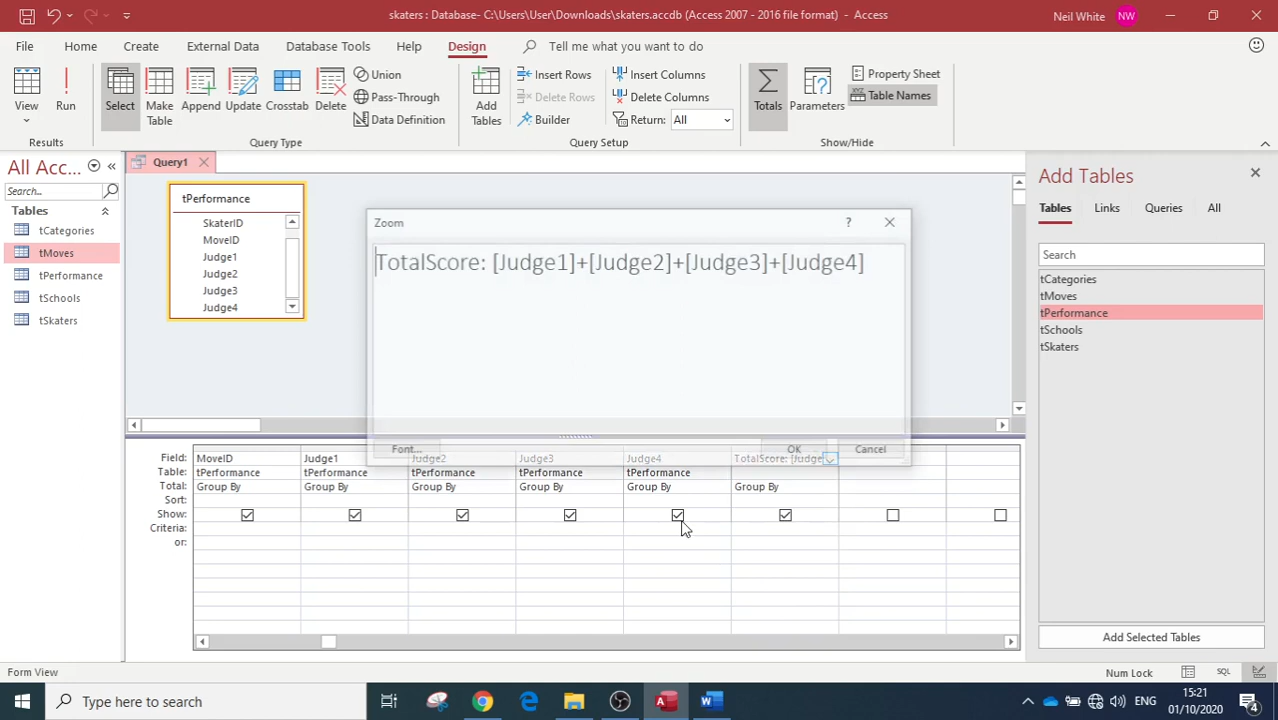 skaters : Database- C:\Users\User\Downloads\skaters.accdb (Access 2007 - 2016 file format) - Access
Neil White
NW
File
Home
Create
External Data
Database Tools
Help
Design
Tell me what you want to do
View
Run
Select
Make Table
Append
Update
Crosstab
Delete
Union
Pass-Through
Data Definition
Add Tables
Insert Rows
Delete Rows
Builder
Insert Columns
Delete Columns
Return: All
Totals
Parameters
Property Sheet
Table Names
Results
Query Type
Query Setup
Show/Hide
All Acc...
Search...
Tables
tCategories
tMoves
tPerformance
tSchools
tSkaters
Query1
tPerformance
SkaterID
MoveID
Judge1
Judge2
Judge3
Judge4
Zoom
?
TotalScore: [Judge1]+[Judge2]+[Judge3]+[Judge4]
Font...
OK
Cancel
Field: MoveID Judge1 Judge2 Judge3 Judge4 TotalScore: [Judge
Table: tPerformance tPerformance tPerformance tPerformance tPerformance
Total: Group By Group By Group By Group By Group By Group By
Sort:
Show:
Criteria:
or:
Add Tables
Tables
Links
Queries
All
Search
tCategories
tMoves
tPerformance
tSchools
tSkaters
Add Selected Tables
Form View
Num Lock
SQL
Type here to search
ENG
15:21
01/10/2020
4